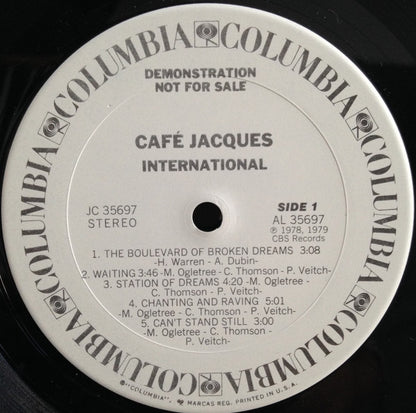 COLUMBIA COLUMBIA COLUMBIA COLUMBIA COLUMBIA COLUMBIA
DEMONSTRATION
NOT FOR SALE
CAFÉ JACQUES
INTERNATIONAL
JC 35697
STEREO
SIDE 1
AL 35697
℗ 1978, 1979
CBS Records
1. THE BOULEVARD OF BROKEN DREAMS 3:08
-H. Warren - A. Dubin-
2. WAITING 3:46 -M. Ogletree - C. Thomson - P. Veitch-
3. STATION OF DREAMS 4:20 -M. Ogletree -
C. Thomson - P. Veitch-
4. CHANTING AND RAVING 5:01
-M. Ogletree - C. Thomson - P. Veitch-
5. CAN'T STAND STILL 3:00
-M. Ogletree - C. Thomson -
P. Veitch-
®"COLUMBIA", MARCAS REG. PRINTED IN U.S.A.